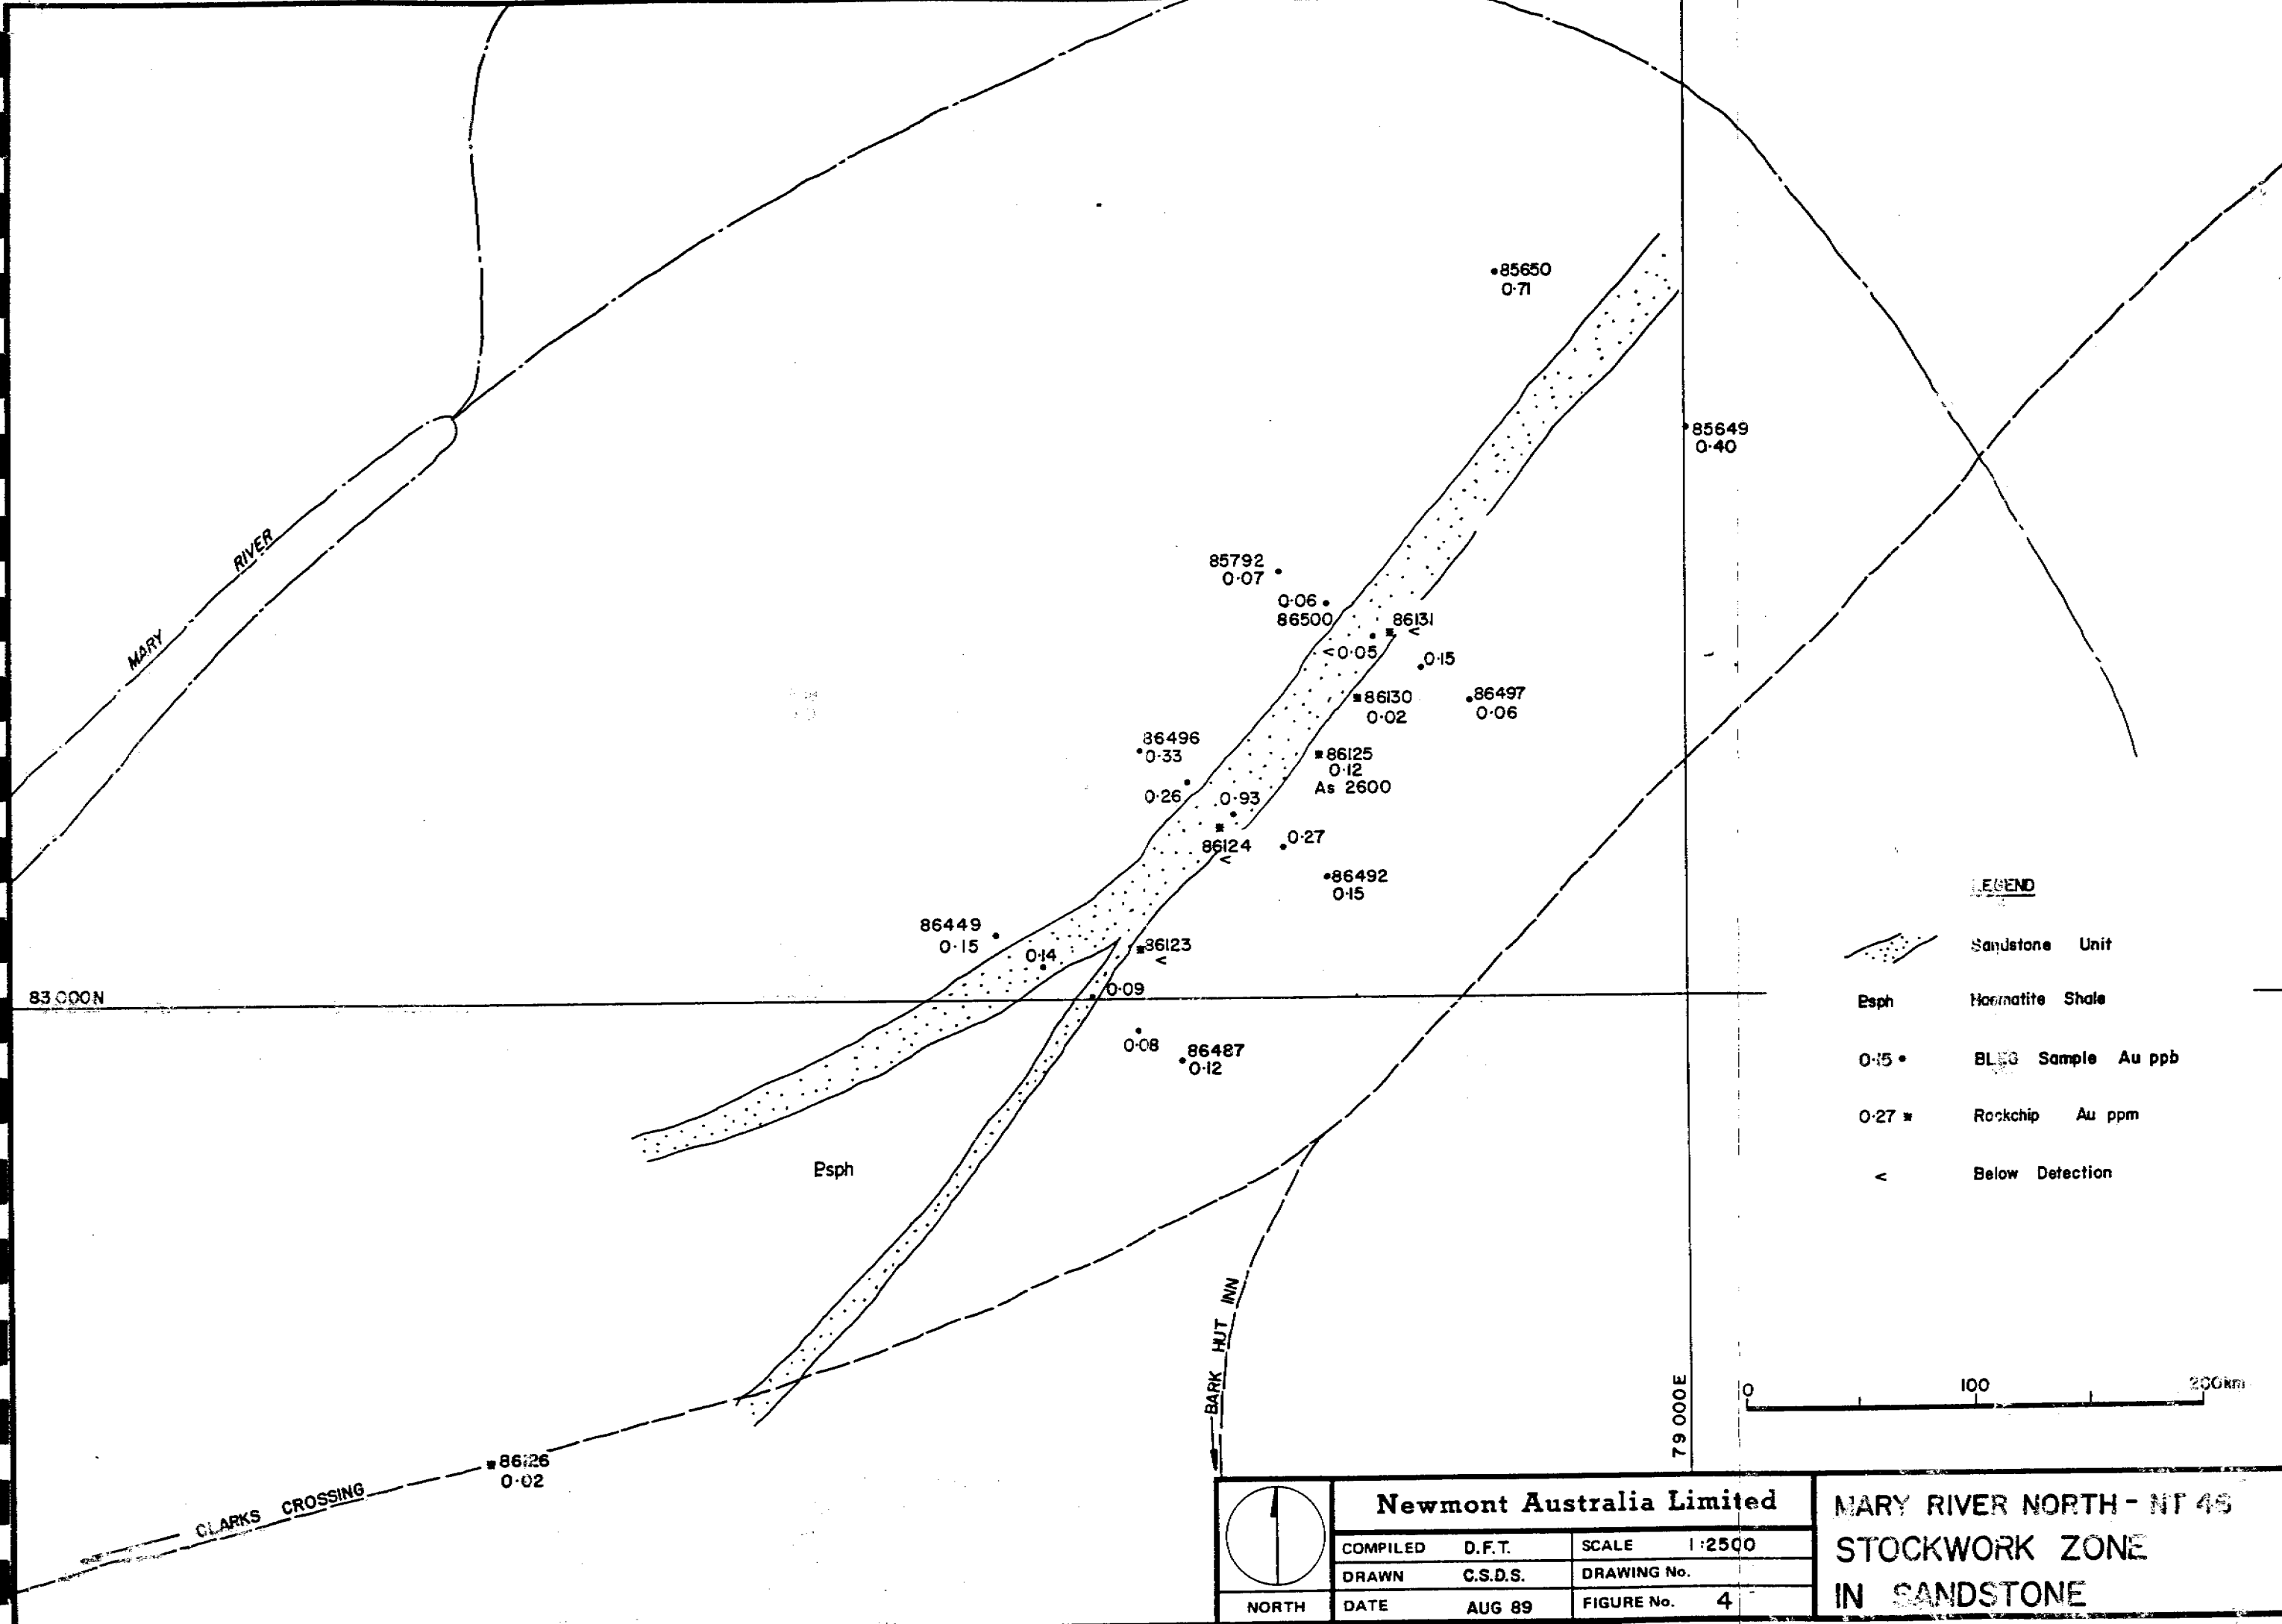 85650
0·71
85649
0·40
MARY RIVER
85792
0·07
0·06
86500
86131
<
<0·05
0·15
86130
0·02
86497
0·06
86496
0·33
86125
0·12
As 2600
0·26
0·93
86124
<
0·27
86492
0·15
86449
0·15
0·14
86123
<
83 000N
0·09
0·08
86487
0·12
Psph
BARK HUT INN
79 000E
86126
0·02
CLARKS CROSSING
LEGEND
Sandstone Unit
Psph Haematite Shale
0·15 BLEG Sample Au ppb
0·27 Rockchip Au ppm
< Below Detection
0 100 200km
NORTH
Newmont Australia Limited
COMPILED D.F.T. SCALE 1:2500
DRAWN C.S.D.S. DRAWING No.
DATE AUG 89 FIGURE No. 4
MARY RIVER NORTH - NT 46
STOCKWORK ZONE
IN SANDSTONE